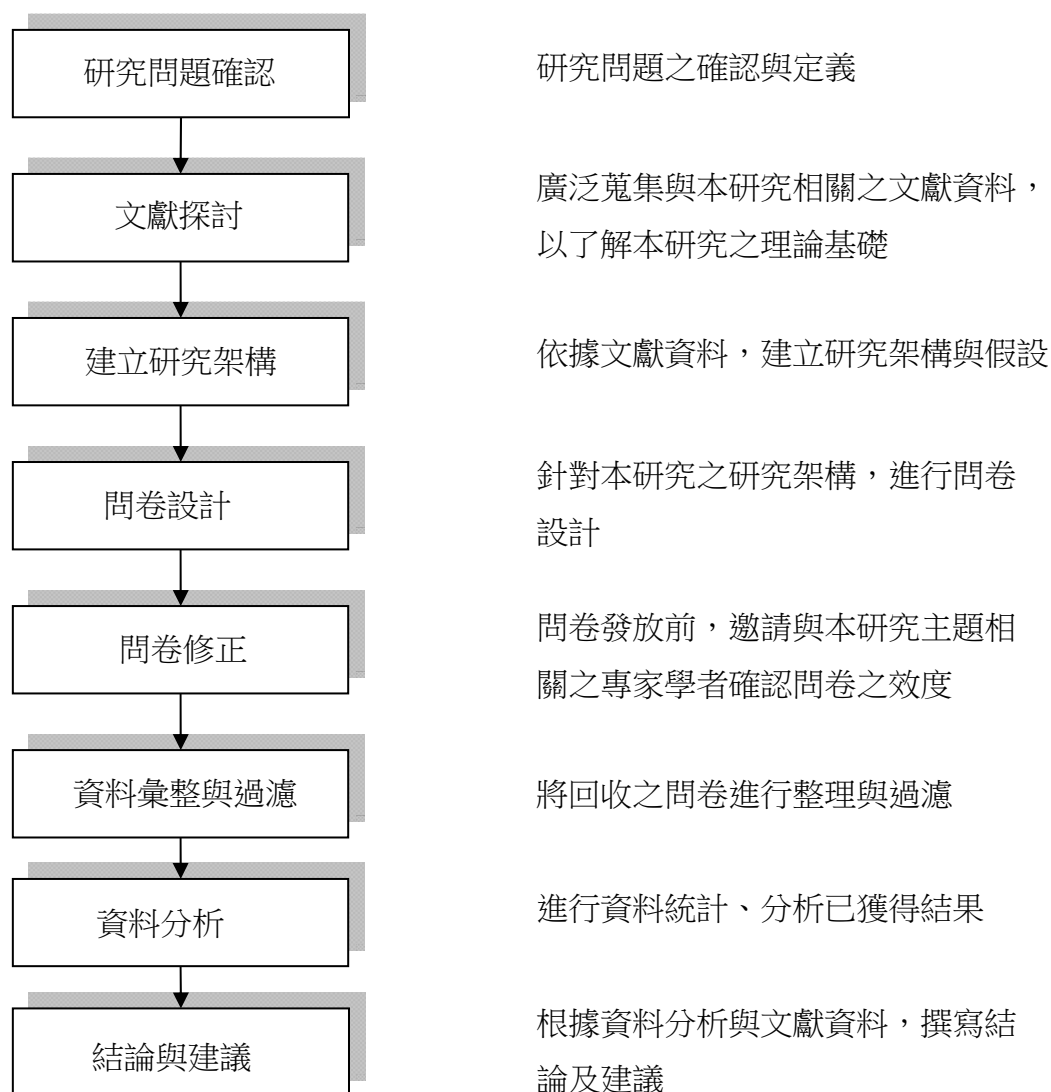 研究問題確認
研究問題之確認與定義
文獻探討
廣泛蒐集與本研究相關之文獻資料，
以了解本研究之理論基礎
建立研究架構
依據文獻資料，建立研究架構與假設
問卷設計
針對本研究之研究架構，進行問卷
設計
問卷修正
問卷發放前，邀請與本研究主題相
關之專家學者確認問卷之效度
資料彙整與過濾
將回收之問卷進行整理與過濾
資料分析
進行資料統計、分析已獲得結果
結論與建議
根據資料分析與文獻資料，撰寫結
論及建議